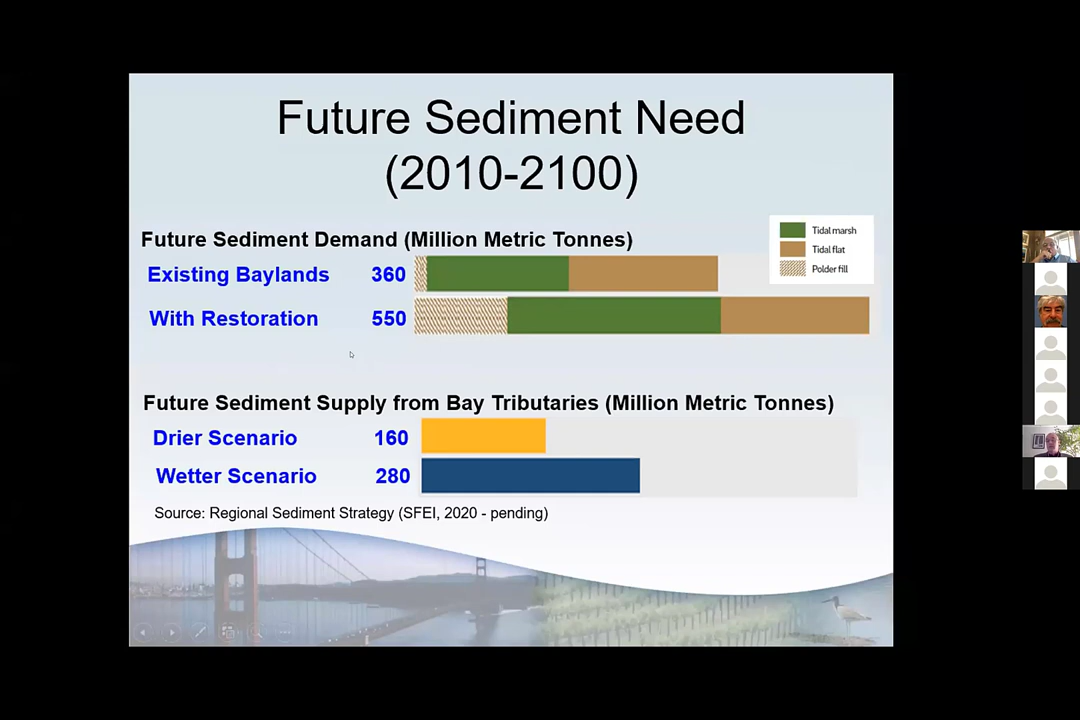 Future Sediment Need
(2010-2100)
Future Sediment Demand (Million Metric Tonnes)
Tidal marsh
Tidal flat
Polder fill
Existing Baylands 360
With Restoration 550
Future Sediment Supply from Bay Tributaries (Million Metric Tonnes)
Drier Scenario 160
Wetter Scenario 280
Source: Regional Sediment Strategy (SFEI, 2020 - pending)